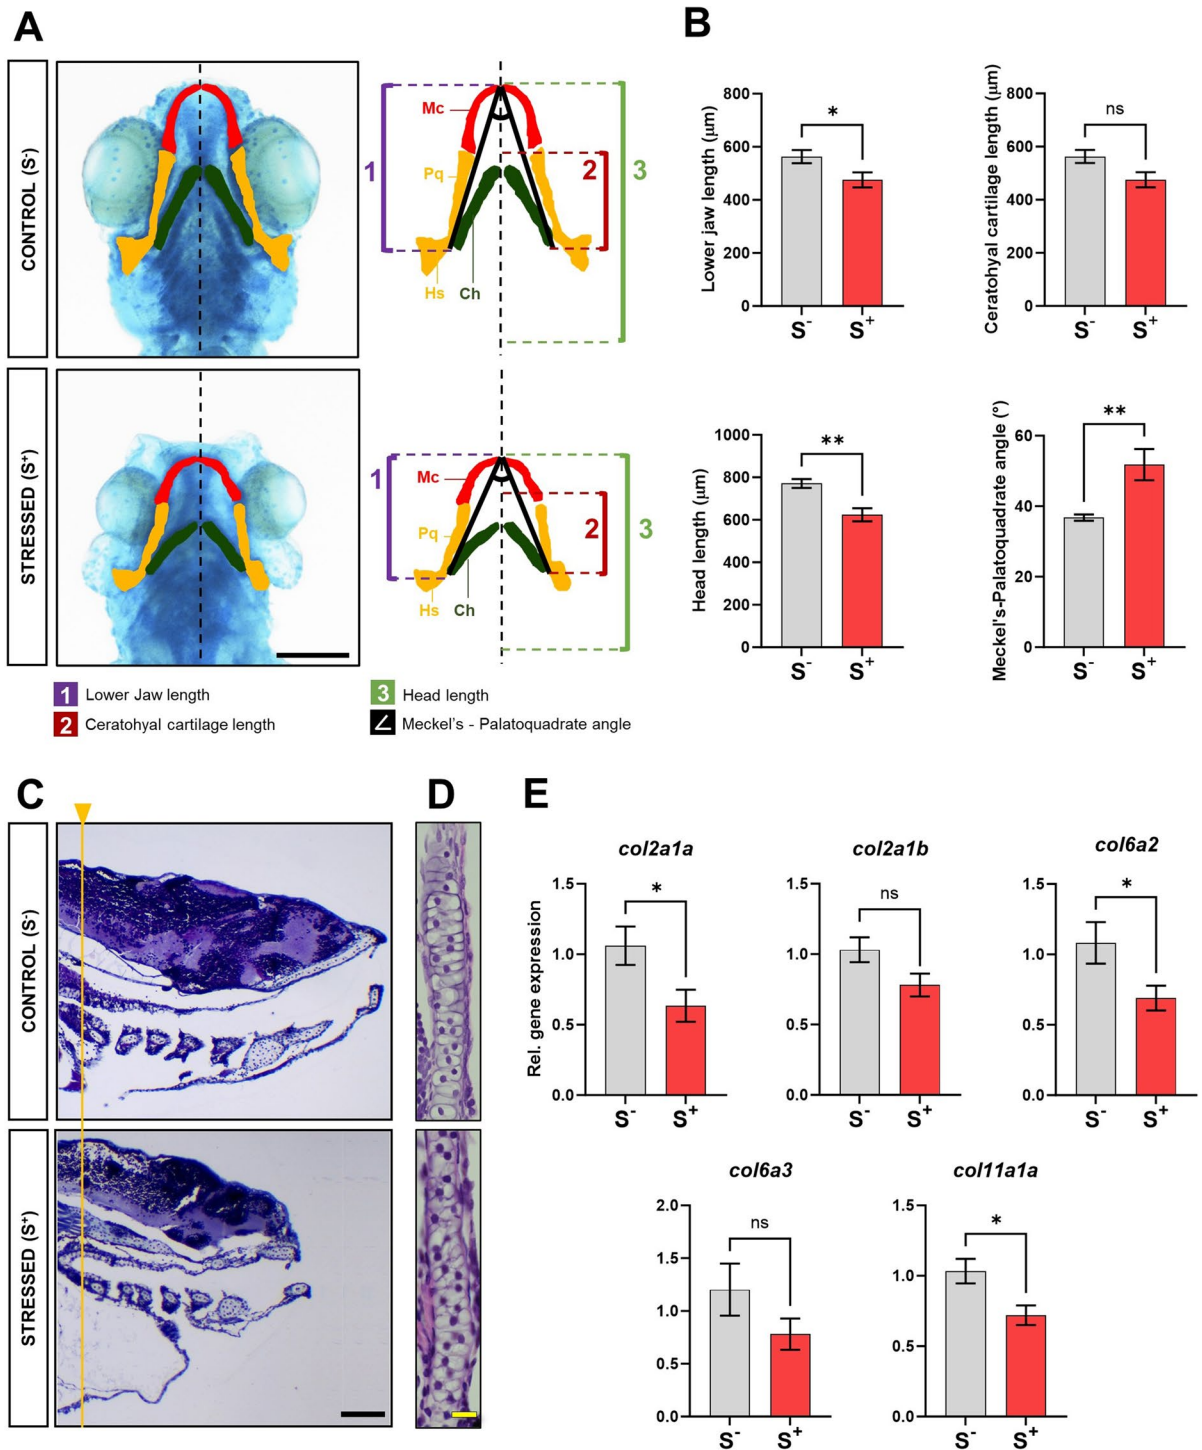 A
CONTROL (S-)
Mc
Pq
Hs
Ch
1
2
3
STRESSED (S+)
Mc
Pq
Hs
Ch
1
2
3
1 Lower Jaw length
2 Ceratohyal cartilage length
3 Head length
∠ Meckel's - Palatoquadrate angle
B
Lower jaw length (μm)
800
600
400
200
0
*
S- S+
Ceratohyal cartilage length (μm)
800
600
400
200
0
ns
S- S+
Head length (μm)
1000
800
600
400
200
0
**
S- S+
Meckel's-Palatoquadrate angle (°)
60
40
20
0
**
S- S+
C
CONTROL (S-)
STRESSED (S+)
D
E
Rel. gene expression
col2a1a
1.5
1.0
0.5
0.0
*
S- S+
col2a1b
1.5
1.0
0.5
0.0
ns
S- S+
col6a2
1.5
1.0
0.5
0.0
*
S- S+
col6a3
2.0
1.5
1.0
0.5
0.0
ns
S- S+
col11a1a
1.5
1.0
0.5
0.0
*
S- S+